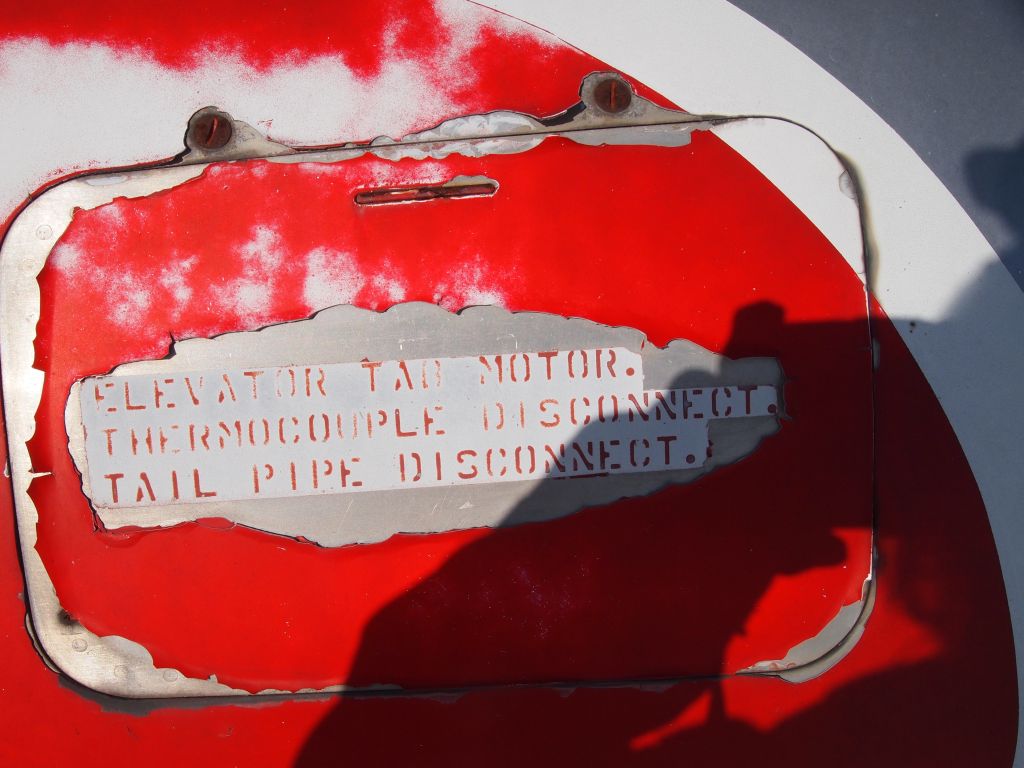 ELEVATOR TAB MOTOR.
THERMOCOUPLE DISCONNECT.
TAIL PIPE DISCONNECT.